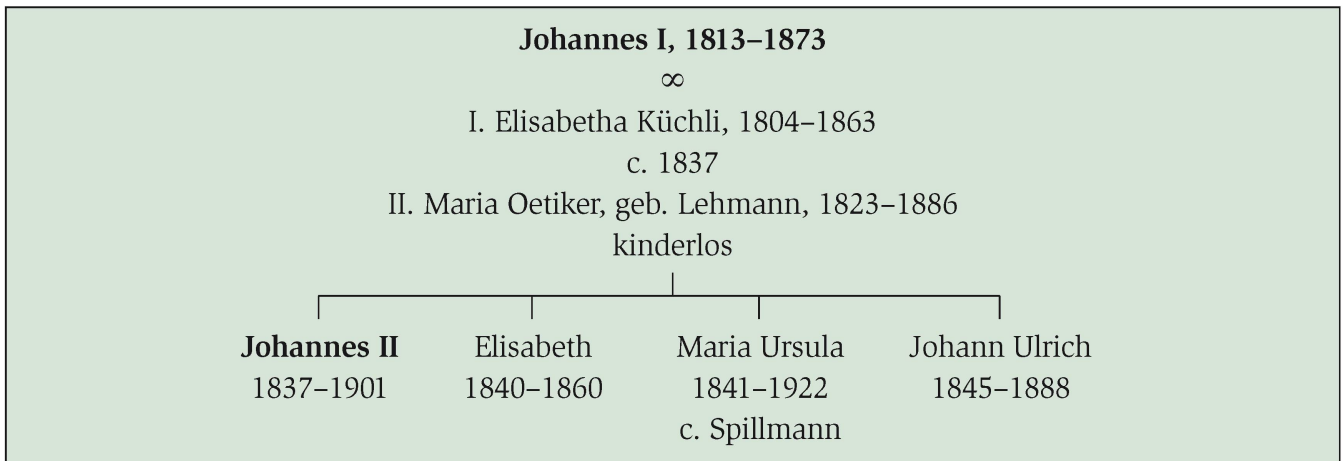 Johannes I, 1813–1873
∞
I. Elisabetha Küchli, 1804–1863
c. 1837
II. Maria Oetiker, geb. Lehmann, 1823–1886
kinderlos
Johannes II Elisabeth Maria Ursula Johann Ulrich
1837–1901 1840–1860 1841–1922 1845–1888
c. Spillmann